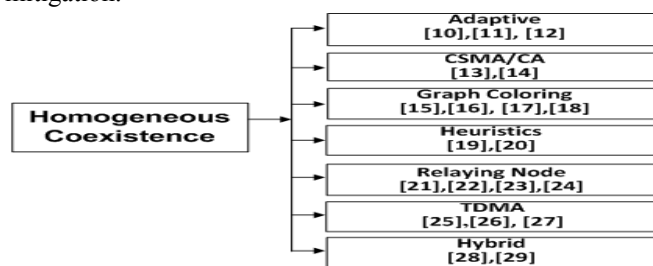 mitigation.
Adaptive
[10],[11], [12]
CSMA/CA
[13],[14]
Graph Coloring
[15],[16], [17],[18]
Homogeneous
Coexistence
Heuristics
[19],[20]
Relaying Node
[21],[22],[23],[24]
TDMA
[25],[26], [27]
Hybrid
[28],[29]